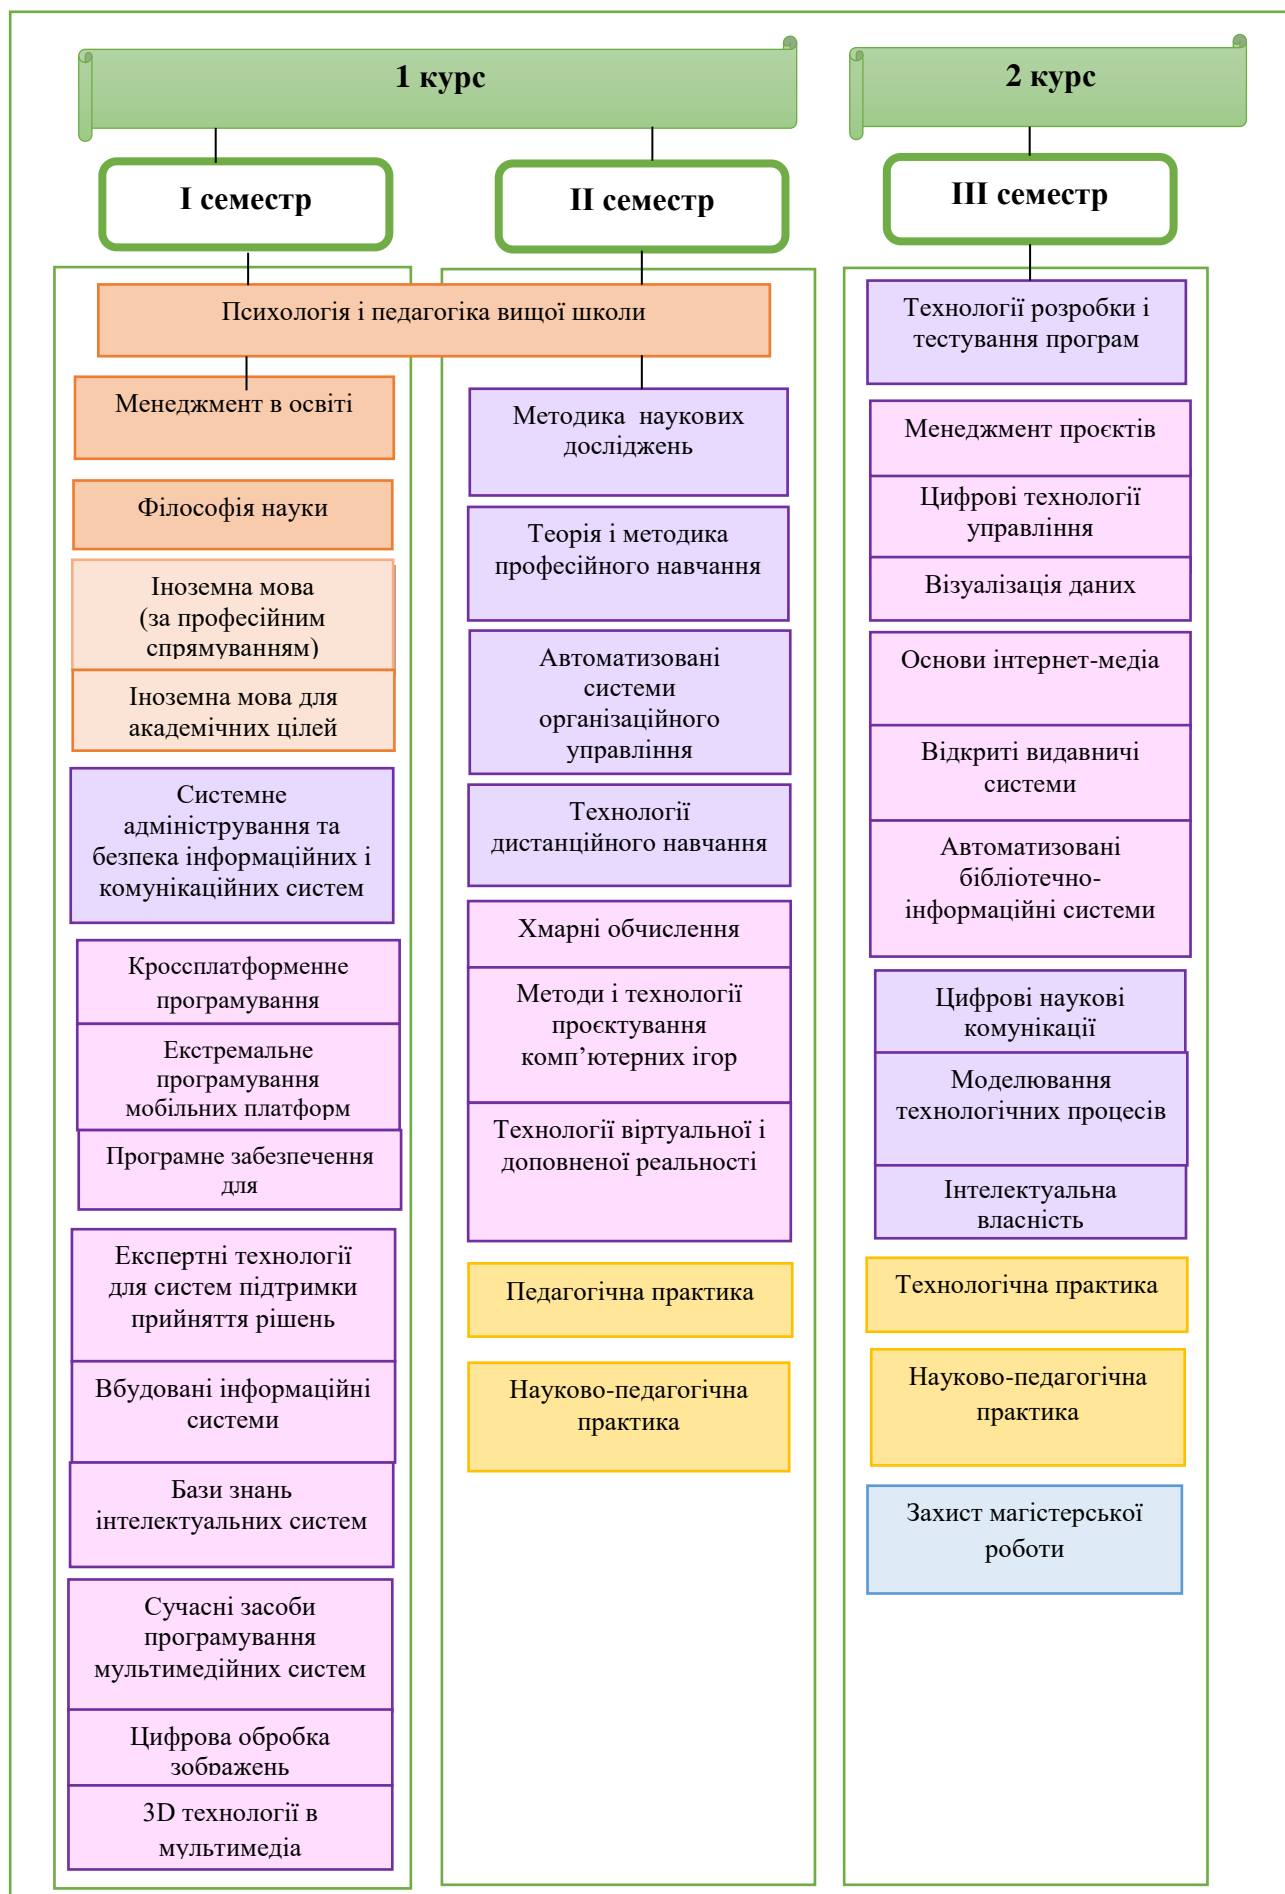 1 курс
2 курс
I семестр
II семестр
III семестр
Психологія і педагогіка вищої школи
Менеджмент в освіті
Філософія науки
Іноземна мова
(за професійним
спрямуванням)
Іноземна мова для
академічних цілей
Системне
адміністрування та
безпека інформаційних і
комунікаційних систем
Кроссплатформенне
програмування
Екстремальне
програмування
мобільних платформ
Програмне забезпечення
для
Експертні технології
для систем підтримки
прийняття рішень
Вбудовані інформаційні
системи
Бази знань
інтелектуальних систем
Сучасні засоби
програмування
мультимедійних систем
Цифрова обробка
зображень
3D технології в
мультимедіа
Методика наукових
досліджень
Теорія і методика
професійного навчання
Автоматизовані
системи
організаційного
управління
Технології
дистанційного навчання
Хмарні обчислення
Методи і технології
проєктування
комп’ютерних ігор
Технології віртуальної і
доповненої реальності
Педагогічна практика
Науково-педагогічна
практика
Технології розробки і
тестування програм
Менеджмент проєктів
Цифрові технології
управління
Візуалізація даних
Основи інтернет-медіа
Відкриті видавничі
системи
Автоматизовані
бібліотечно-
інформаційні системи
Цифрові наукові
комунікації
Моделювання
технологічних процесів
Інтелектуальна
власність
Технологічна практика
Науково-педагогічна
практика
Захист магістерської
роботи